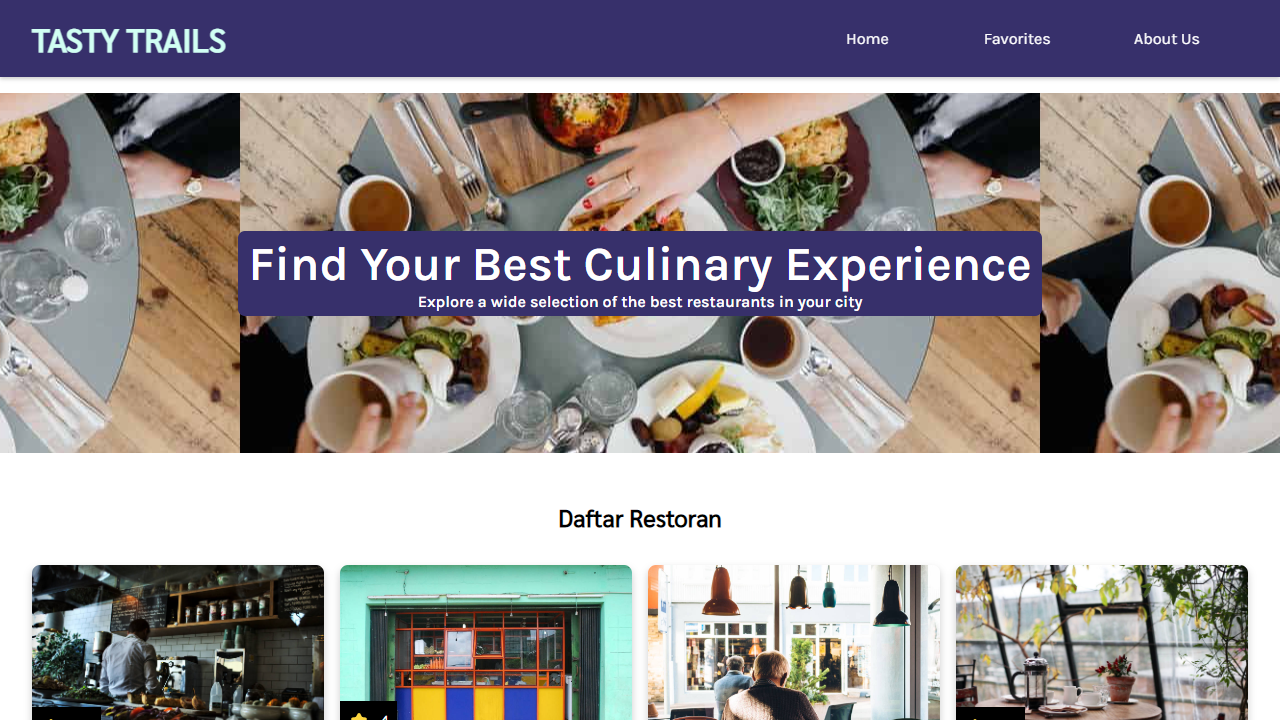 TASTY TRAILS
Home
Favorites
About Us
Find Your Best Culinary Experience
Explore a wide selection of the best restaurants in your city
Daftar Restoran